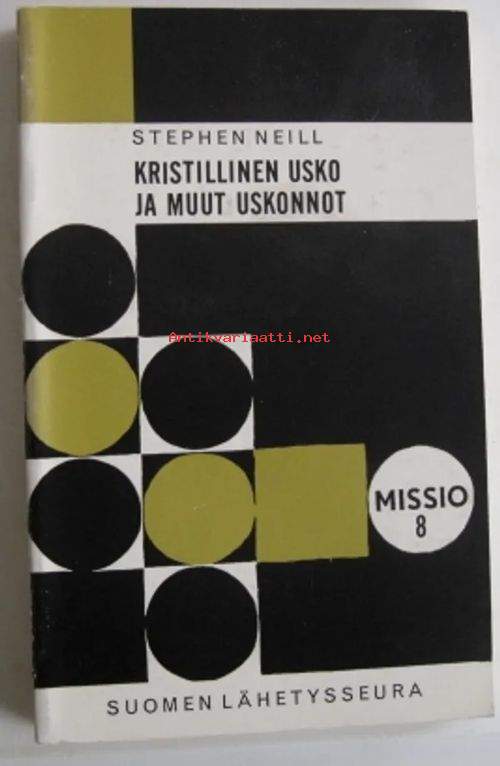 STEPHEN NEILL
KRISTILLINEN USKO
JA MUUT USKONNOT
Antikvariaatti.net
MISSIO
8
SUOMEN LÄHETYSSEURA